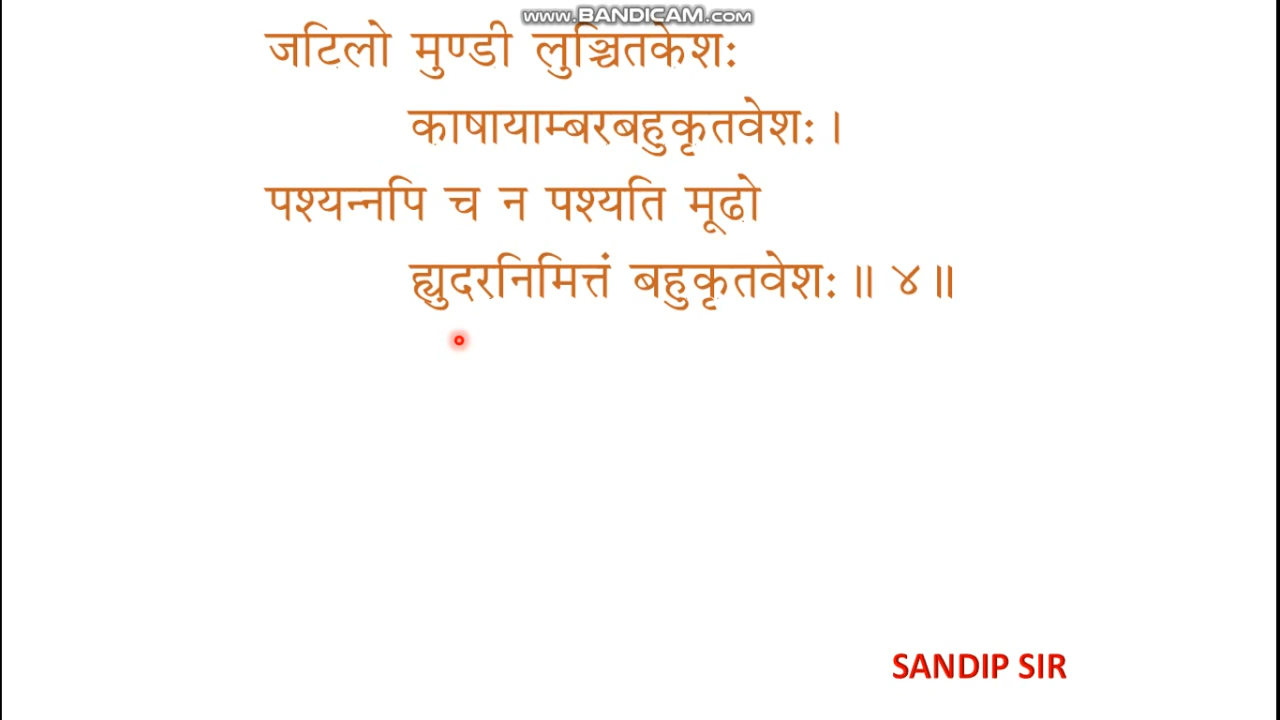 www.BANDICAM.com
जटिलो मुण्डी लुञ्चितकेशः
काषायाम्बरबहुकृतवेशः ।
पश्यन्नपि च न पश्यति मूढो
ह्युदरनिमित्तं बहुकृतवेशः ॥ ४ ॥
SANDIP SIR